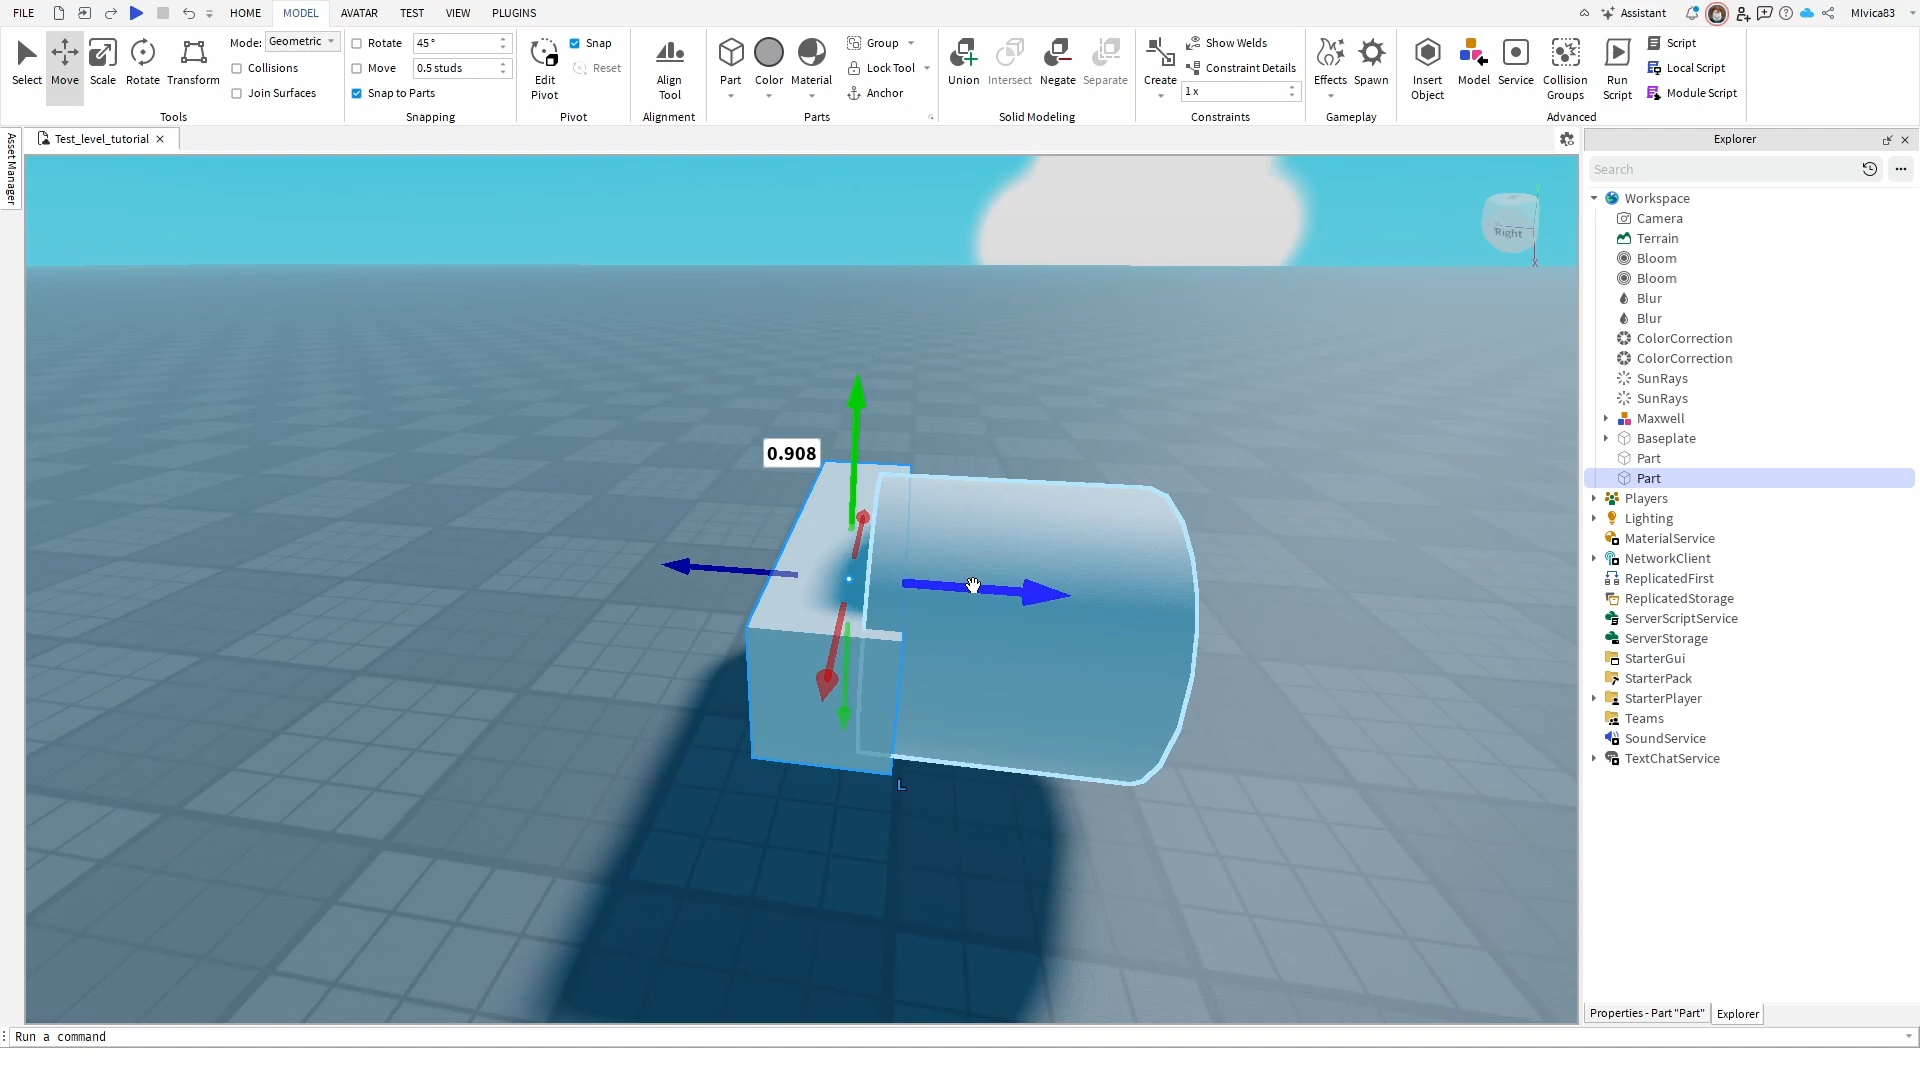 FILE
HOME
MODEL
AVATAR
TEST
VIEW
PLUGINS
Assistant
MIvica83
Select
Move
Scale
Rotate
Transform
Mode:
Geometric
Collisions
Join Surfaces
Tools
Rotate
45°
Move
0.5 studs
Snap to Parts
Snapping
Edit
Pivot
Snap
Reset
Pivot
Align
Tool
Alignment
Part
Color
Material
Group
Lock Tool
Anchor
Parts
Union
Intersect
Negate
Separate
Solid Modeling
Create
Show Welds
Constraint Details
1 x
Constraints
Effects
Spawn
Gameplay
Insert
Object
Model
Service
Collision
Groups
Run
Script
Script
Local Script
Module Script
Advanced
Asset Manager
Test_level_tutorial
Right
X
0.908
L
Explorer
Search
Workspace
Camera
Terrain
Bloom
Bloom
Blur
Blur
ColorCorrection
ColorCorrection
SunRays
SunRays
Maxwell
Baseplate
Part
Part
Players
Lighting
MaterialService
NetworkClient
ReplicatedFirst
ReplicatedStorage
ServerScriptService
ServerStorage
StarterGui
StarterPack
StarterPlayer
Teams
SoundService
TextChatService
Properties - Part "Part"
Explorer
Run a command